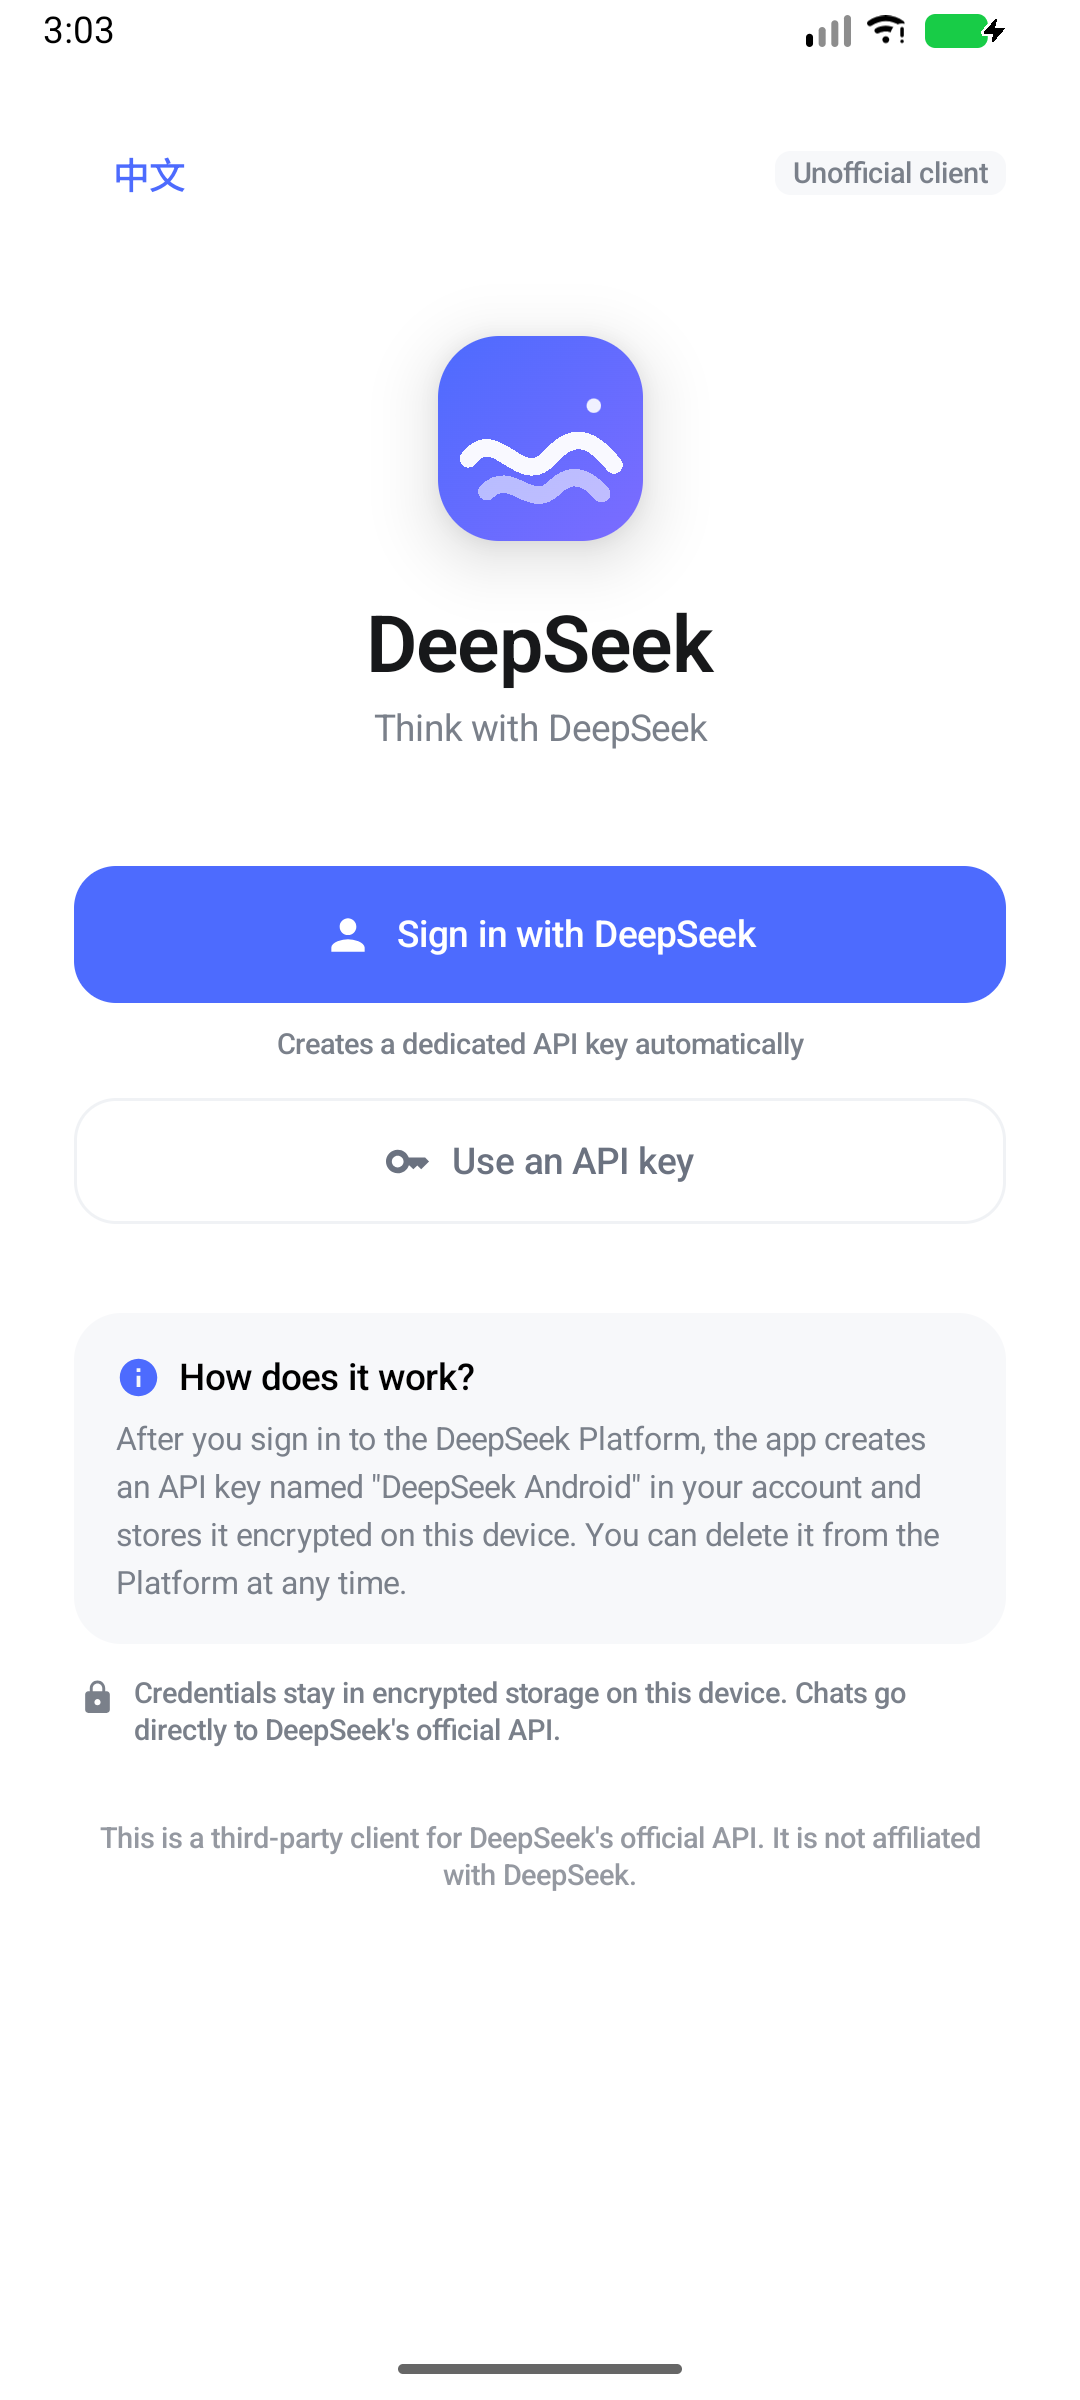 3:03
中文
Unofficial client
DeepSeek
Think with DeepSeek
Sign in with DeepSeek
Creates a dedicated API key automatically
Use an API key
How does it work?
After you sign in to the DeepSeek Platform, the app creates
an API key named "DeepSeek Android" in your account and
stores it encrypted on this device. You can delete it from the
Platform at any time.
Credentials stay in encrypted storage on this device. Chats go
directly to DeepSeek's official API.
This is a third-party client for DeepSeek's official API. It is not affiliated
with DeepSeek.